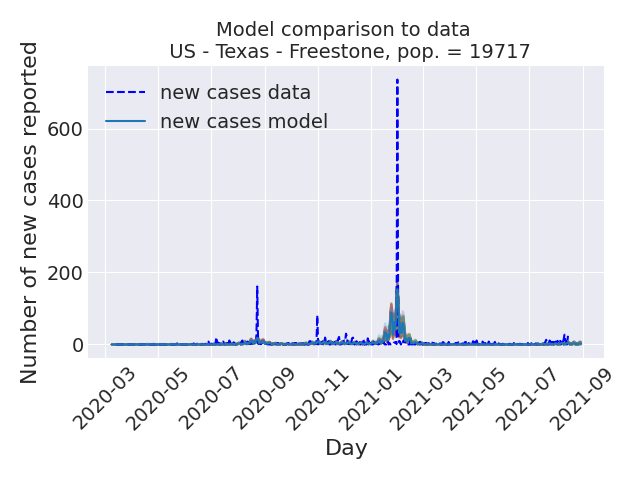 Model comparison to data
US - Texas - Freestone, pop. = 19717
Number of new cases reported
600
400
200
0
new cases data
new cases model
2020-03
2020-05
2020-07
2020-09
2020-11
2021-01
2021-03
2021-05
2021-07
2021-09
Day